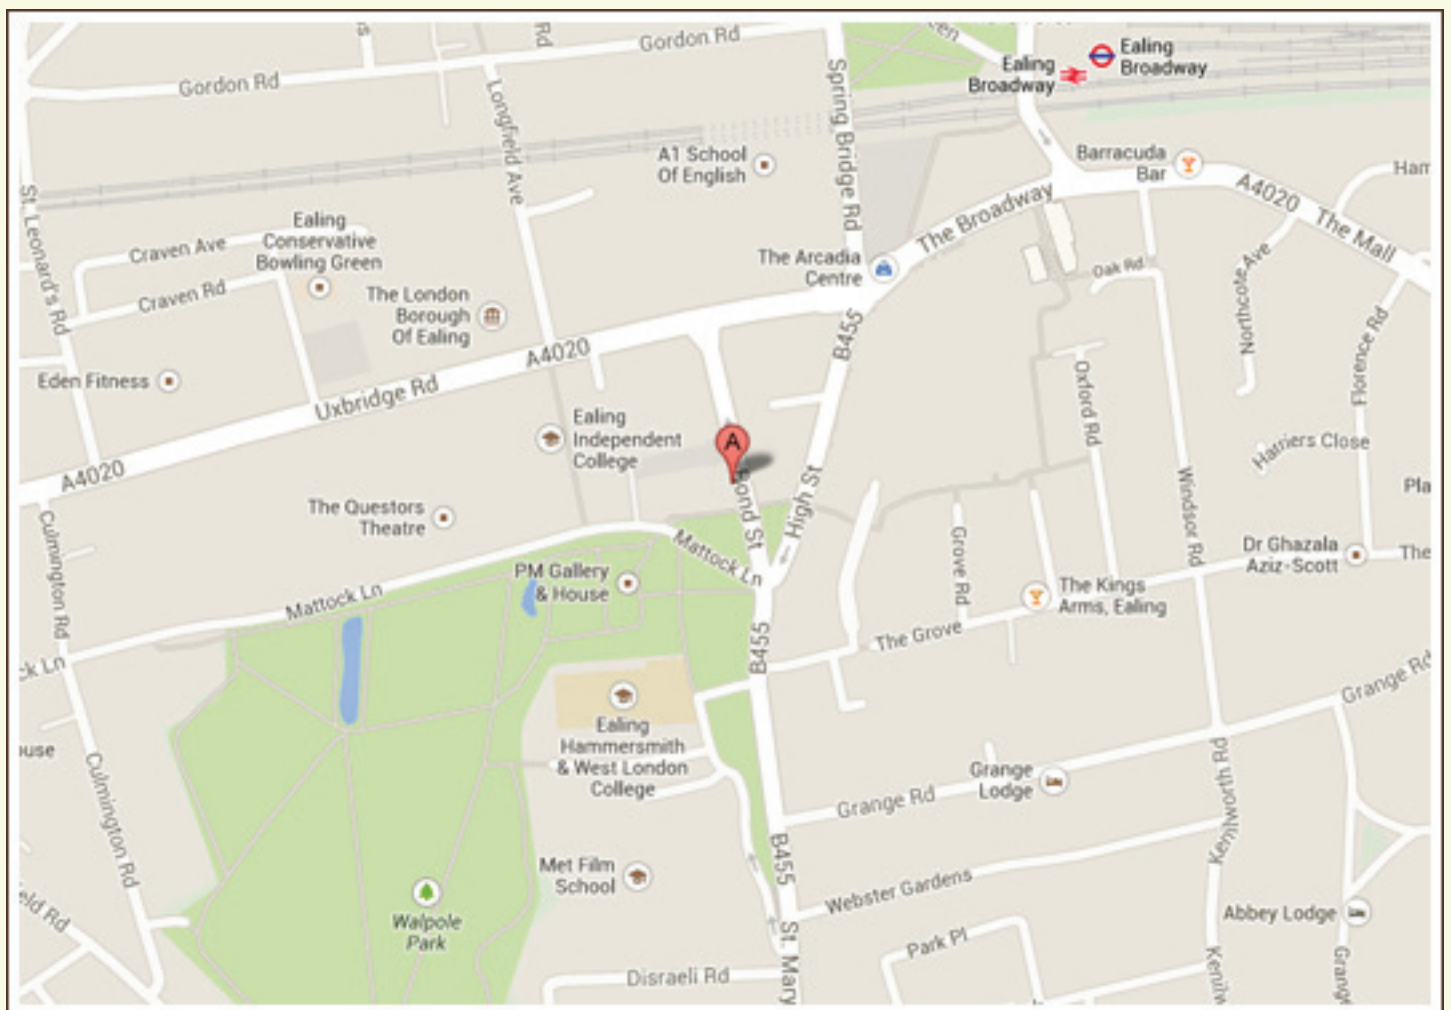 Gordon Rd
Gordon Rd
Rd
Longfield Ave
Spring Bridge Rd
Ealing
Broadway
Ealing
Broadway
A1 School
Of English
Barracuda
Bar
A4020
The Mall
The Broadway
St. Leonard's Rd
Craven Ave
Ealing
Conservative
Bowling Green
Craven Rd
The London
Borough
Of Ealing
The Arcadia
Centre
Oak Rd
Northcote Ave
Florence Rd
Eden Fitness
Uxbridge Rd
A4020
B455
Oxford Rd
Harriers Close
A4020
Ealing
Independent
College
A
Bond St
High St
Windsor Rd
The Questors
Theatre
Culmington Rd
Mattock Ln
Mattock Ln
PM Gallery
& House
Grove Rd
The Kings
Arms, Ealing
Dr Ghazala
Aziz-Scott
The
The Grove
B455
Grange Rd
Ealing
Hammersmith
& West London
College
Culmington Rd
Grange
Lodge
Grange Rd
Kenilworth Rd
Met Film
School
B455
Webster Gardens
Abbey Lodge
Walpole
Park
Park Pl
Disraeli Rd
St. Mary